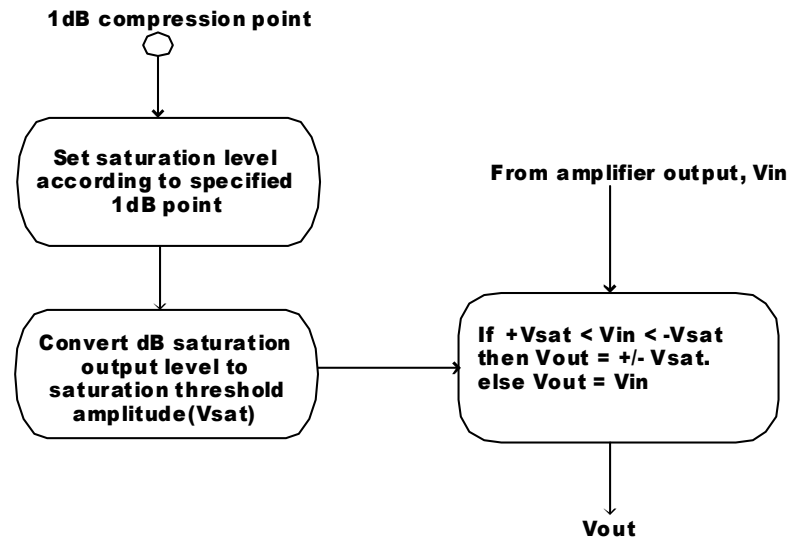 1dB compression point
Set saturation level
according to specified
1dB point
From amplifier output, Vin
Convert dB saturation
output level to
saturation threshold
amplitude(Vsat)
If +Vsat < Vin < -Vsat
then Vout = +/- Vsat.
else Vout = Vin
Vout